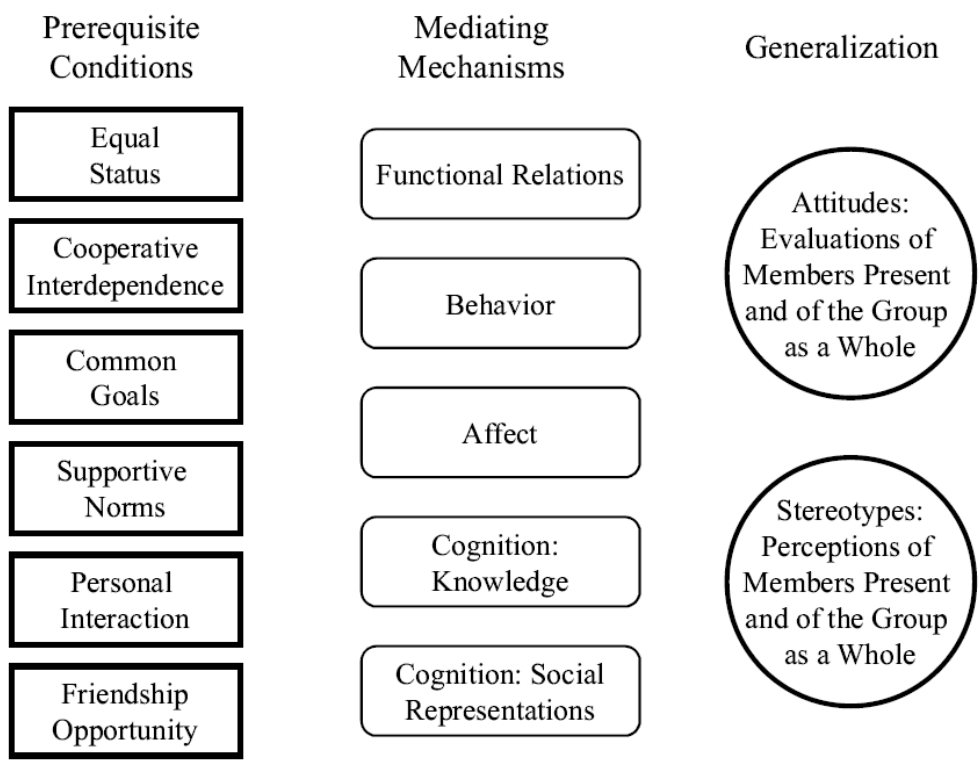 Prerequisite
Conditions
Equal
Status
Cooperative
Interdependence
Common
Goals
Supportive
Norms
Personal
Interaction
Friendship
Opportunity
Mediating
Mechanisms
Functional Relations
Behavior
Affect
Cognition:
Knowledge
Cognition: Social
Representations
Generalization
Attitudes:
Evaluations of
Members Present
and of the Group
as a Whole
Stereotypes:
Perceptions of
Members Present
and of the Group
as a Whole